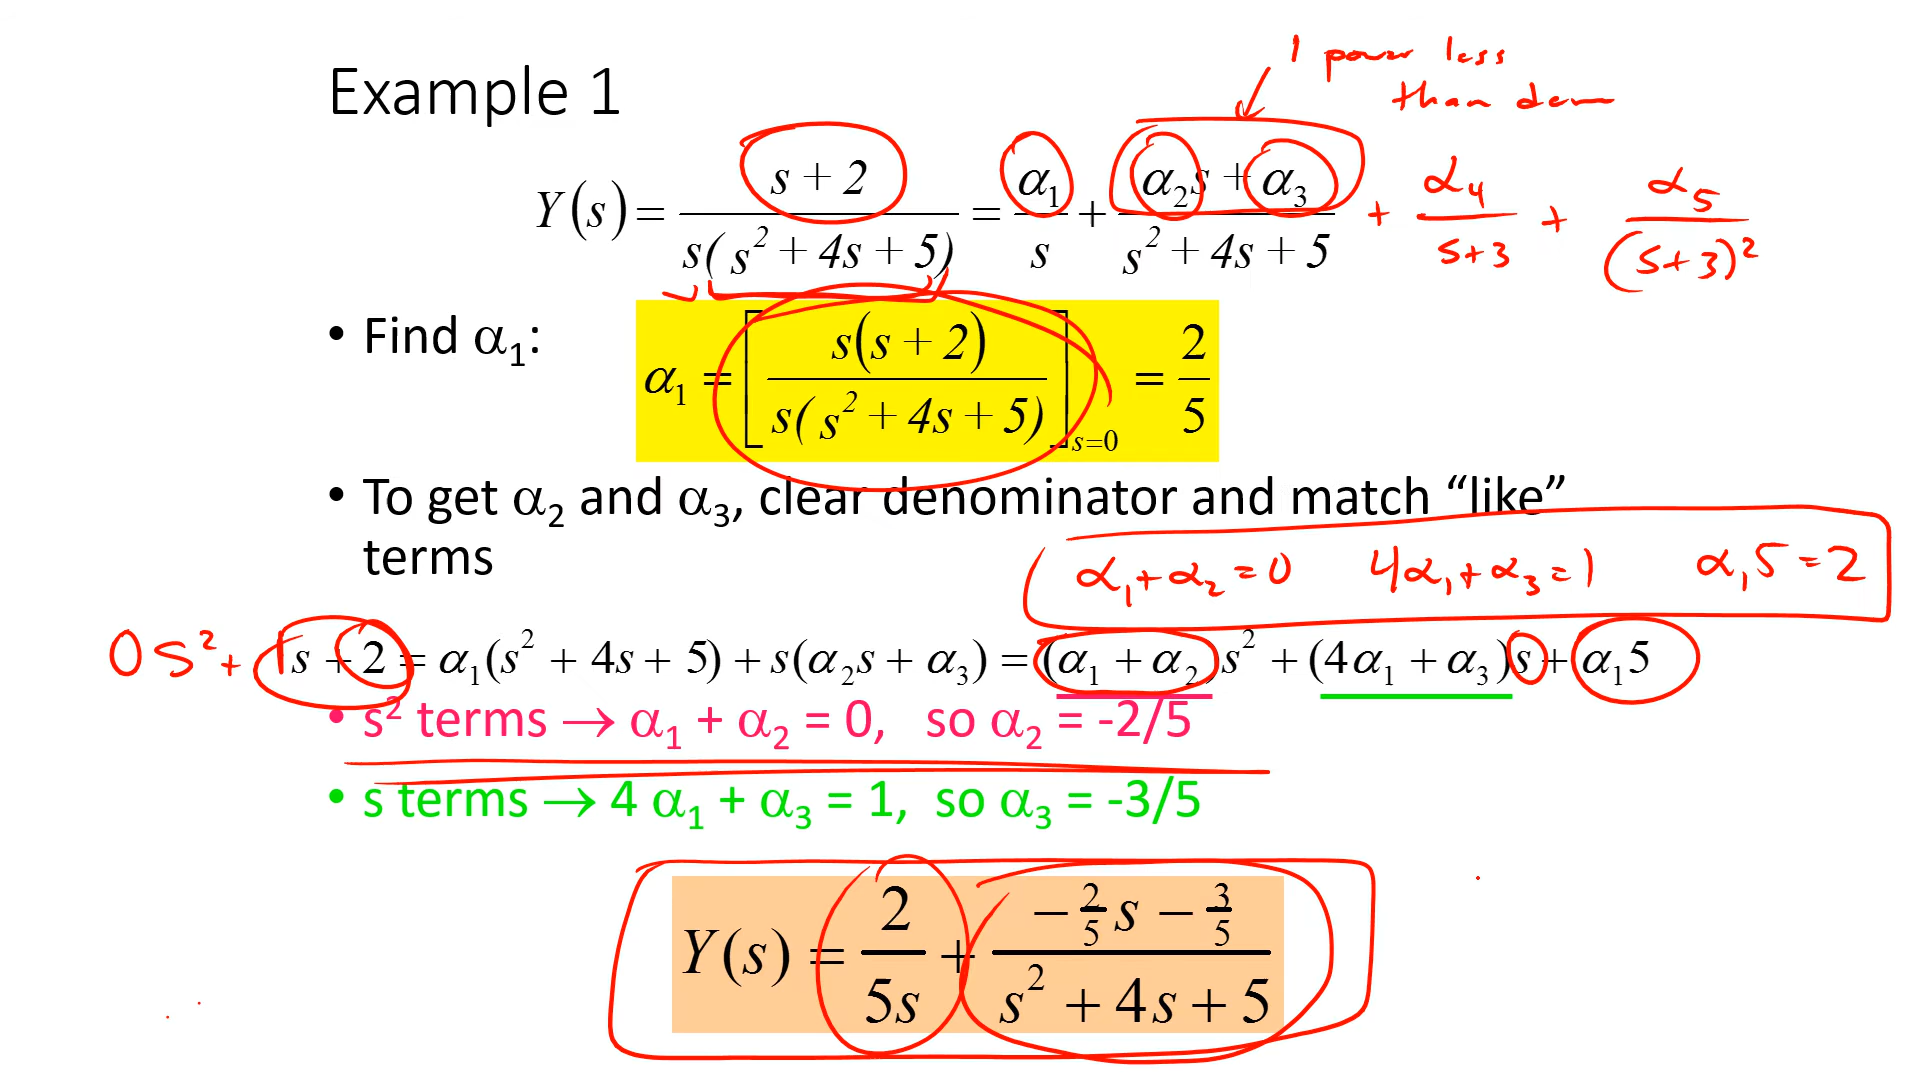 1 power less
than dem
Example 1
Y(s) = s + 2 / s(s² + 4s + 5) = α₁ / s + α₂s + α₃ / s² + 4s + 5 + α₄ / s+3 + α₅ / (s+3)²
• Find α₁:
α₁ = [s(s + 2) / s(s² + 4s + 5)]ₛ₌₀ = 2 / 5
• To get α₂ and α₃, clear denominator and match “like”
terms
α₁+α₂=0 4α₁+α₃=1 α₁5=2
0s² + 1s + 2 = α₁(s² + 4s + 5) + s(α₂s + α₃) = (α₁ + α₂)s² + (4α₁ + α₃)s + α₁5
• s² terms → α₁ + α₂ = 0, so α₂ = -2/5
• s terms → 4 α₁ + α₃ = 1, so α₃ = -3/5
Y(s) = 2 / 5s + −2/5 s − 3/5 / s² + 4s + 5